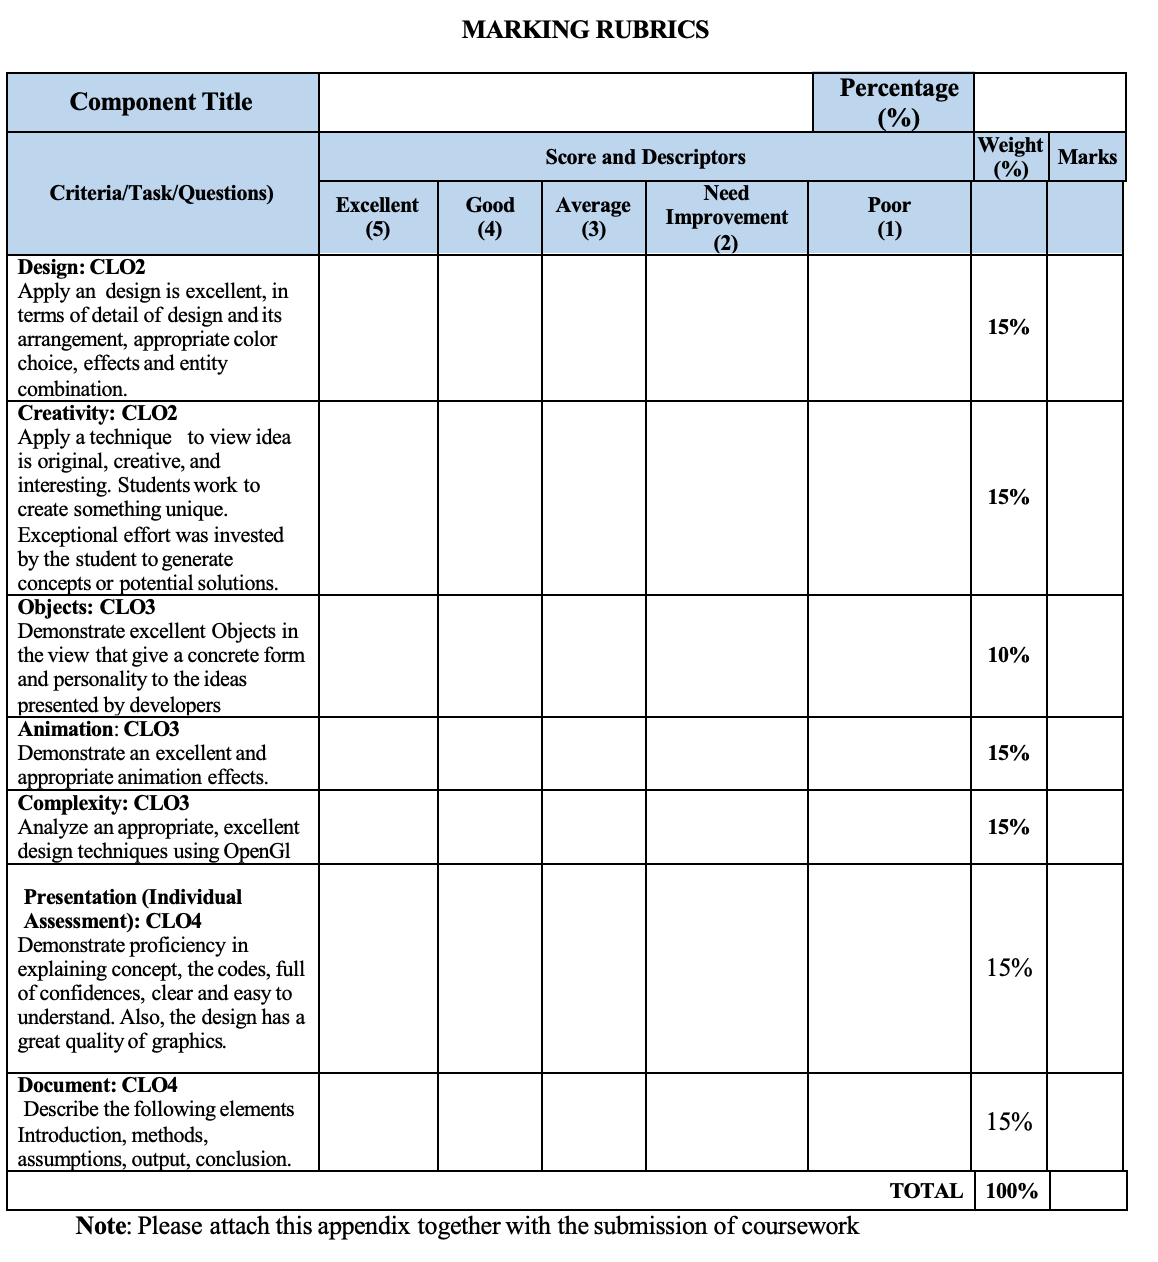 MARKING RUBRICS
Component Title
Percentage
(%)
Criteria/Task/Questions)
Score and Descriptors
Weight
(%)
Marks
Excellent
(5)
Good
(4)
Average
(3)
Need
Improvement
(2)
Poor
(1)
Design: CLO2
Apply an design is excellent, in
terms of detail of design and its
arrangement, appropriate color
choice, effects and entity
combination.
15%
Creativity: CLO2
Apply a technique to view idea
is original, creative, and
interesting. Students work to
create something unique.
Exceptional effort was invested
by the student to generate
concepts or potential solutions.
15%
Objects: CLO3
Demonstrate excellent Objects in
the view that give a concrete form
and personality to the ideas
presented by developers
10%
Animation: CLO3
Demonstrate an excellent and
appropriate animation effects.
15%
Complexity: CLO3
Analyze an appropriate, excellent
design techniques using OpenGl
15%
Presentation (Individual
Assessment): CLO4
Demonstrate proficiency in
explaining concept, the codes, full
of confidences, clear and easy to
understand. Also, the design has a
great quality of graphics.
15%
Document: CLO4
Describe the following elements
Introduction, methods,
assumptions, output, conclusion.
15%
TOTAL
100%
Note: Please attach this appendix together with the submission of coursework